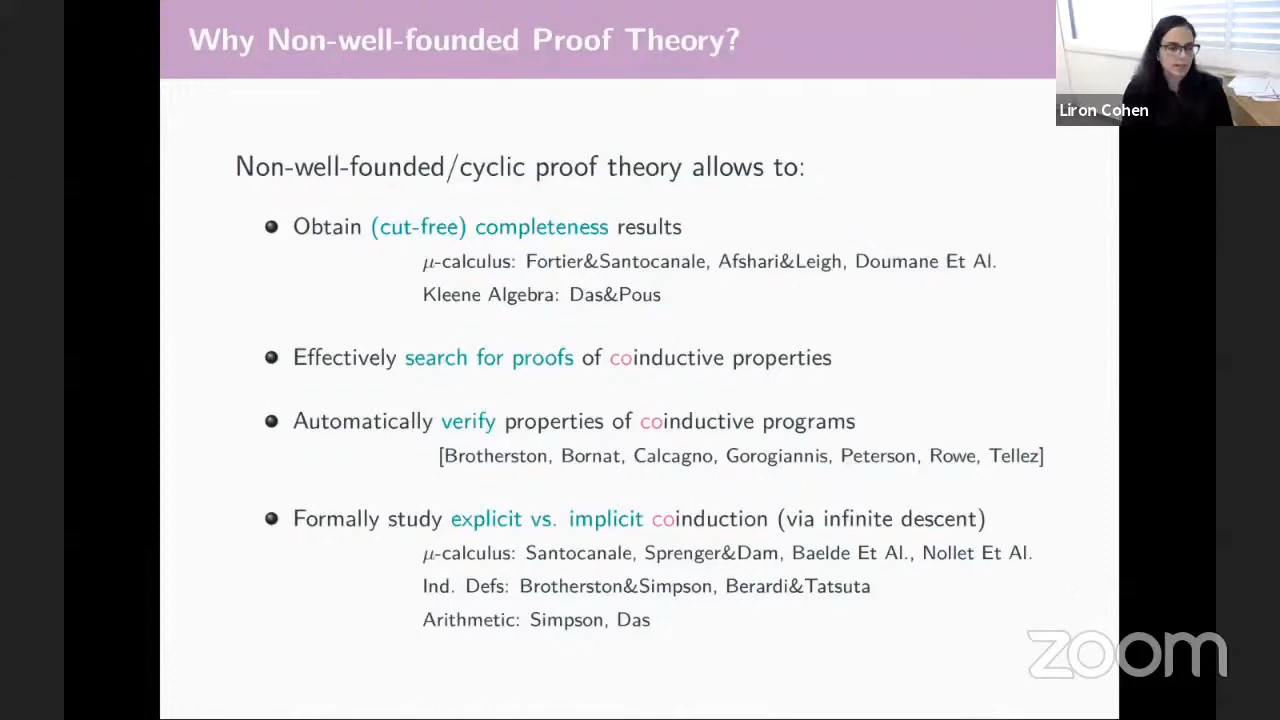 Why Non-well-founded Proof Theory?
Liron Cohen
Non-well-founded/cyclic proof theory allows to:
Obtain (cut-free) completeness results
μ-calculus: Fortier&Santocanale, Afshari&Leigh, Doumane Et Al.
Kleene Algebra: Das&Pous
Effectively search for proofs of coinductive properties
Automatically verify properties of coinductive programs
[Brotherston, Bornat, Calcagno, Gorogiannis, Peterson, Rowe, Tellez]
Formally study explicit vs. implicit coinduction (via infinite descent)
μ-calculus: Santocanale, Sprenger&Dam, Baelde Et Al., Nollet Et Al.
Ind. Defs: Brotherston&Simpson, Berardi&Tatsuta
Arithmetic: Simpson, Das
zoom